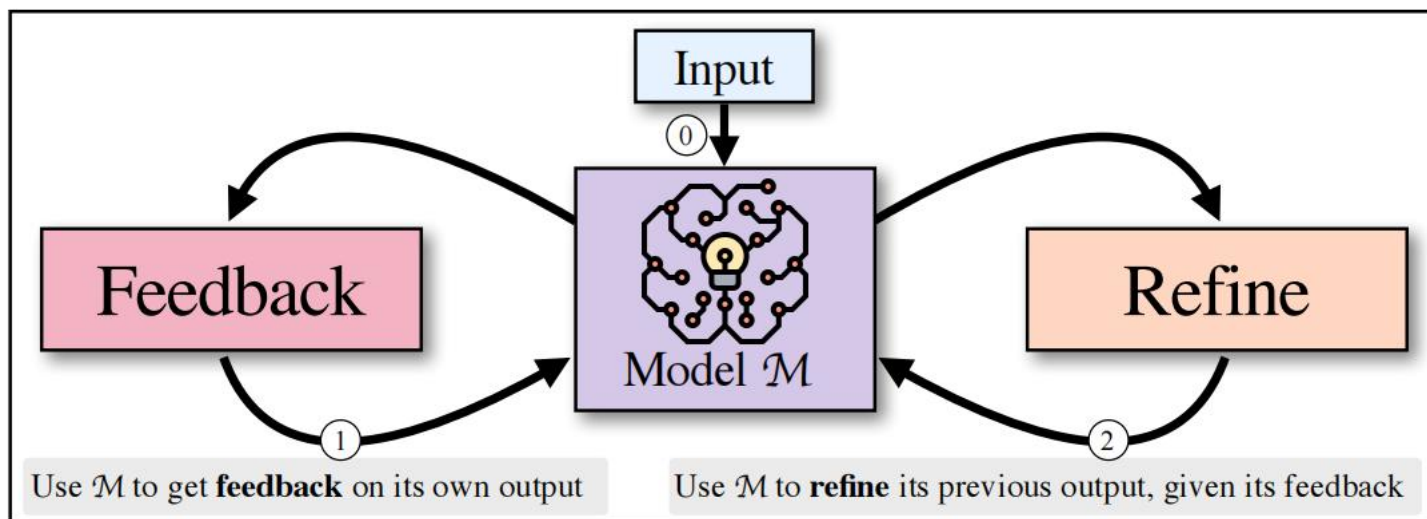 Input
0
Feedback
Model ℳ
Refine
1
2
Use ℳ to get feedback on its own output
Use ℳ to refine its previous output, given its feedback